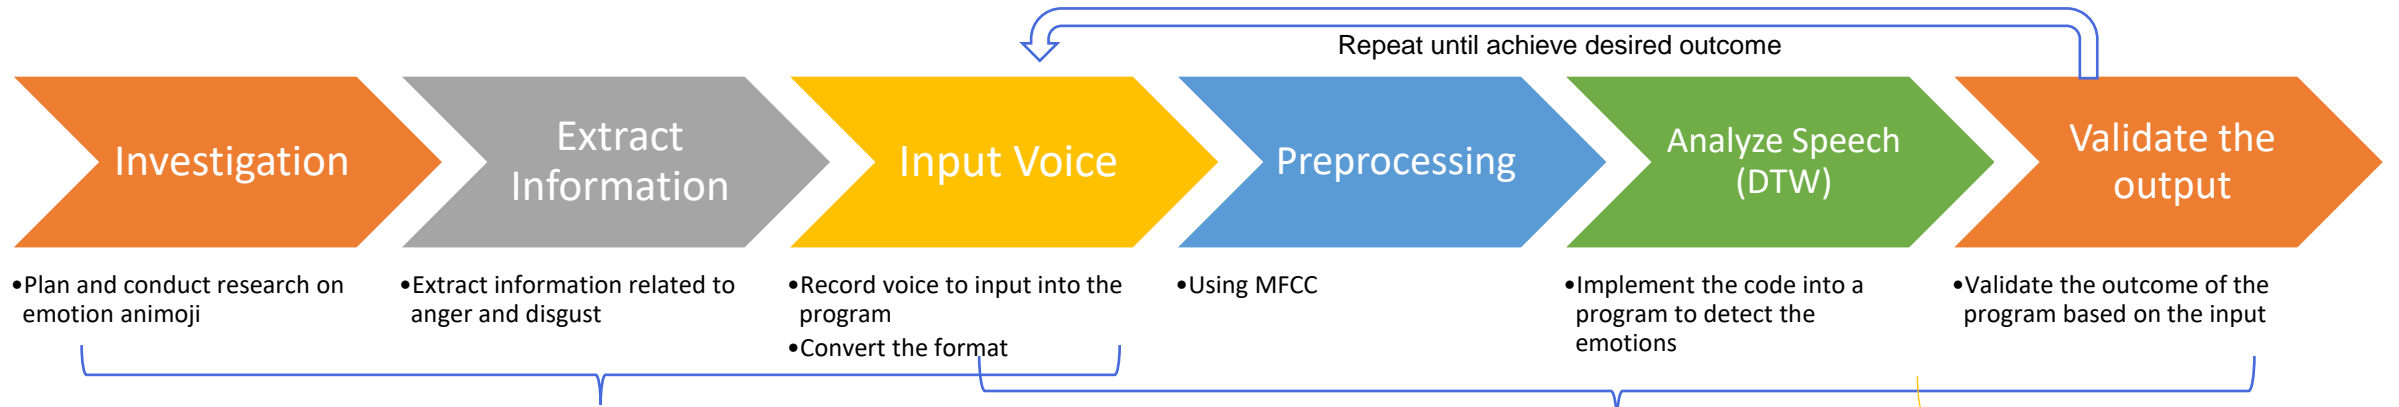 Repeat until achieve desired outcome
Investigation
Extract
Information
Input Voice
Preprocessing
Analyze Speech
(DTW)
Validate the
output
•Plan and conduct research on
emotion animoji
•Extract information related to
anger and disgust
•Record voice to input into the
program
•Convert the format
•Using MFCC
•Implement the code into a
program to detect the
emotions
•Validate the outcome of the
program based on the input